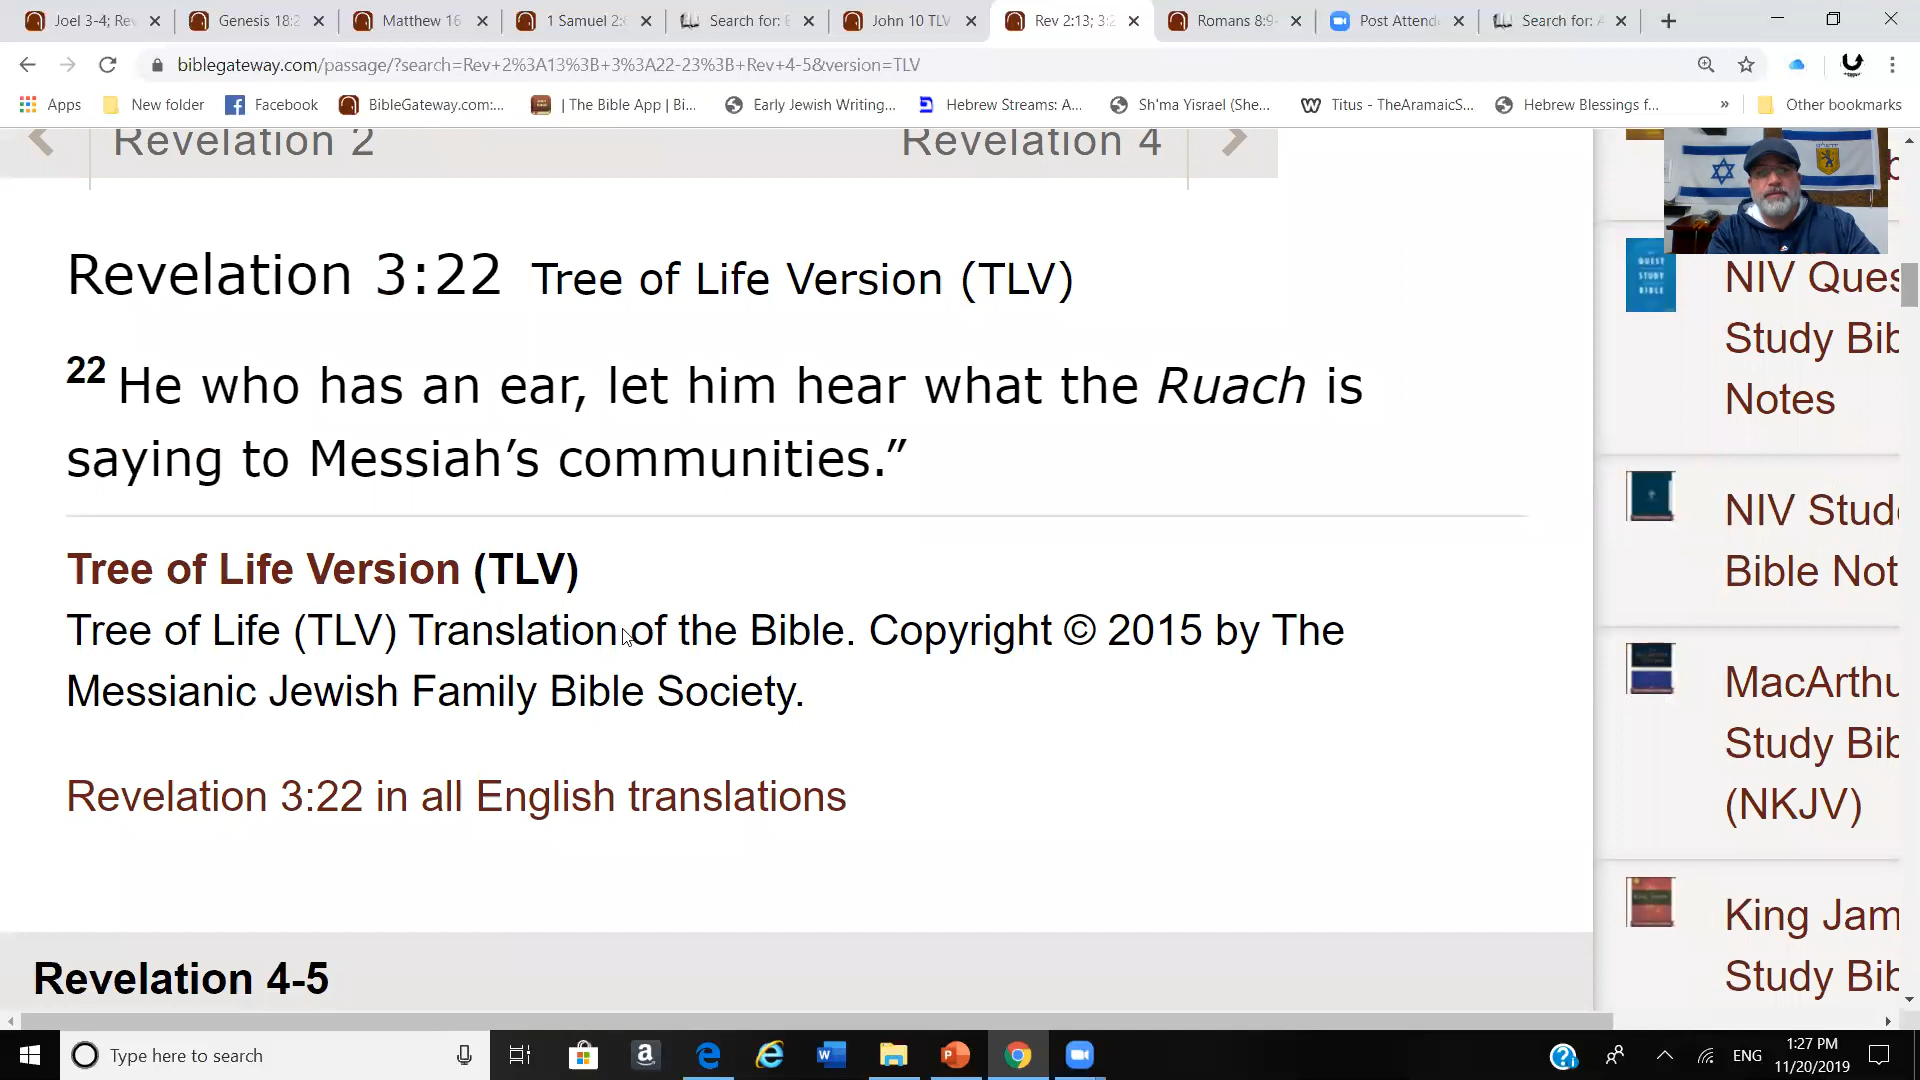 Joel 3-4; Rev
Genesis 18:2
Matthew 16
1 Samuel 2:
Search for: E
John 10 TLV
Rev 2:13; 3:2
Romans 8:9-
Post Attend
Search for: A
biblegateway.com/passage/?search=Rev+2%3A13%3B+3%3A22-23%3B+Rev+4-5&version=TLV
Apps
New folder
Facebook
BibleGateway.com:...
| The Bible App | Bi...
Early Jewish Writing...
Hebrew Streams: A...
Sh'ma Yisrael (She...
Titus - TheAramaicS...
Hebrew Blessings f...
»
Other bookmarks
Revelation 2
Revelation 4
Revelation 3:22 Tree of Life Version (TLV)
22 He who has an ear, let him hear what the Ruach is
saying to Messiah’s communities.”
Tree of Life Version (TLV)
Tree of Life (TLV) Translation of the Bible. Copyright © 2015 by The
Messianic Jewish Family Bible Society.
Revelation 3:22 in all English translations
Revelation 4-5
QUEST
STUDY
BIBLE
NIV Ques
Study Bib
Notes
NIV Stud
Bible Not
MacArthu
Study Bib
(NKJV)
King Jam
Study Bib
Type here to search
ENG
1:27 PM
11/20/2019